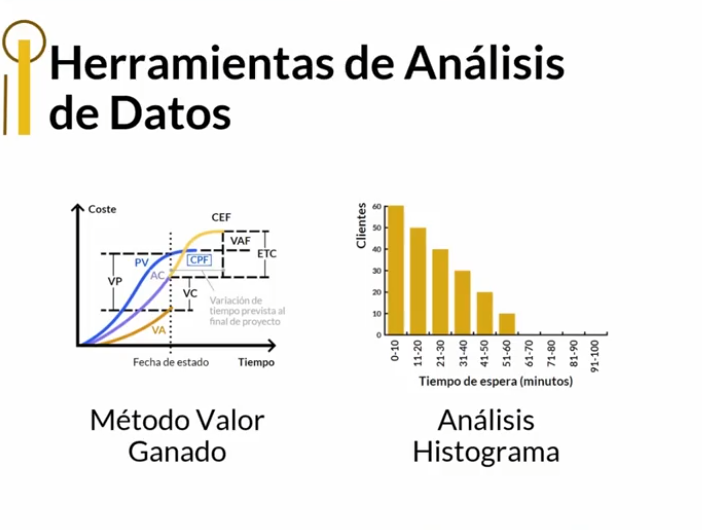 Herramientas de Análisis
de Datos
Coste
CEF
VAF
ETC
PV
CPF
AC
VP
VC
Variación de
tiempo prevista al
final de proyecto
VA
Fecha de estado
Tiempo
Método Valor
Ganado
Clientes
60
50
40
30
20
10
0
0-10
11-20
21-30
31-40
41-50
51-60
61-70
71-80
81-90
91-100
Tiempo de espera (minutos)
Análisis
Histograma